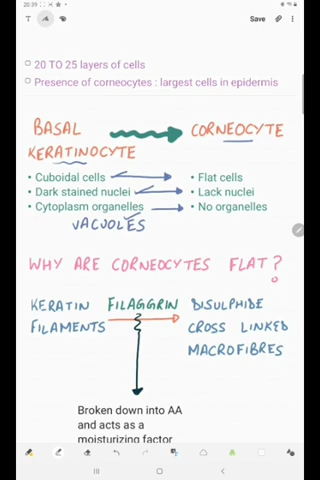 20:39
T
Save
20 TO 25 layers of cells
Presence of corneocytes : largest cells in epidermis
BASAL KERATINOCYTE
CORNEOCYTE
• Cuboidal cells
• Flat cells
• Dark stained nuclei
• Lack nuclei
• Cytoplasm organelles
• No organelles
VACUOLES
WHY ARE CORNEOCYTES FLAT?
KERATIN FILAGGRIN DISULPHIDE
FILAMENTS CROSS LINKED
MACROFIBRES
Broken down into AA
and acts as a
moisturizing factor